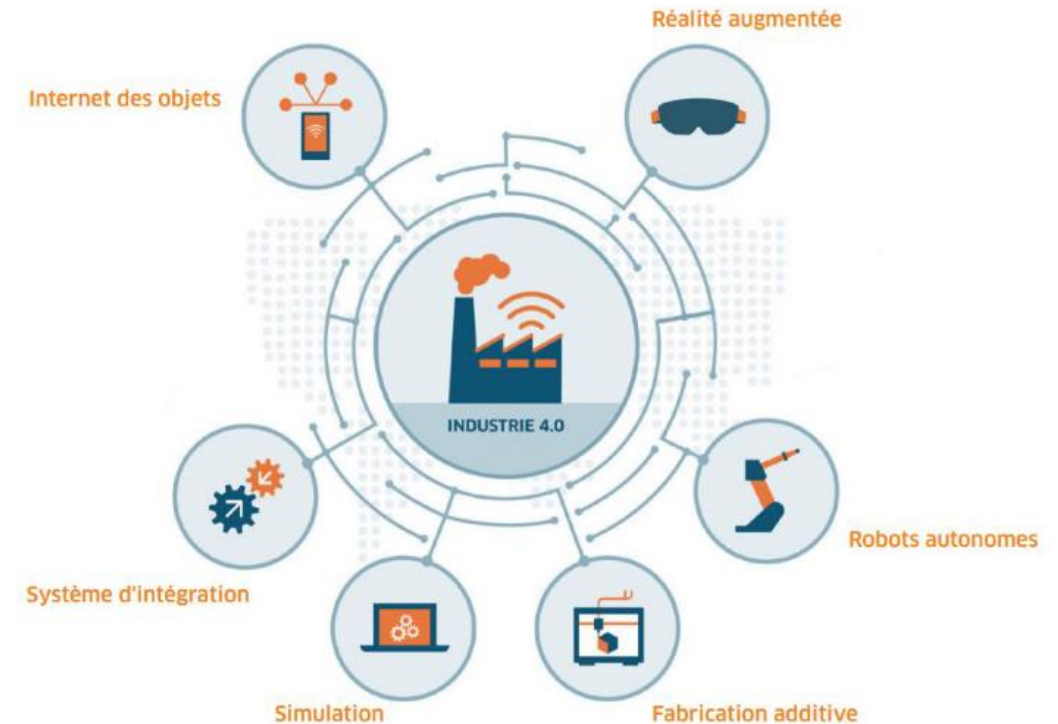 Réalité augmentée
Internet des objets
INDUSTRIE 4.0
Robots autonomes
Système d'intégration
Simulation
Fabrication additive